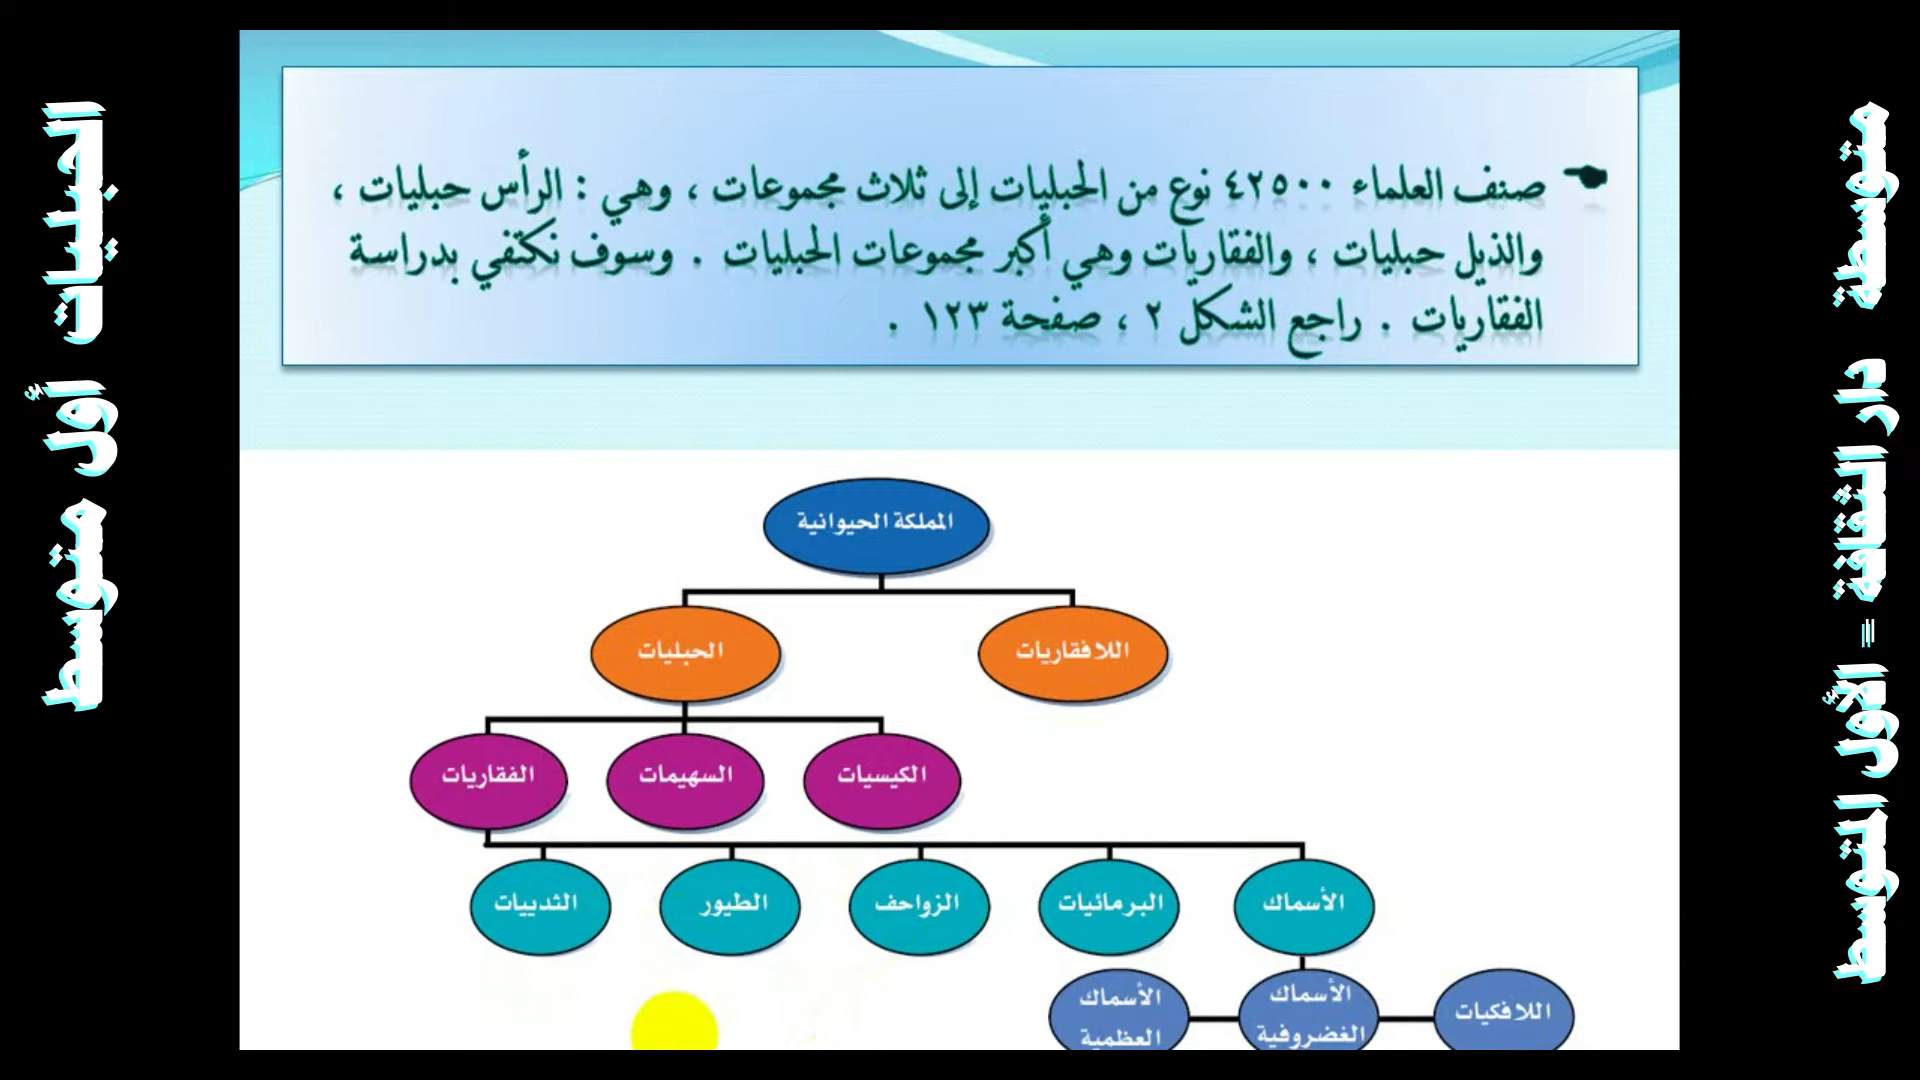 صنف العلماء ٤٢٥٠٠ نوع من الحبليات إلى ثلاث مجموعات ، وهي : الرأس حبليات ،
والذيل حبليات ، والفقاريات وهي أكبر مجموعات الحبليات . وسوف نكتفي بدراسة
الفقاريات . راجع الشكل ٢ ، صفحة ١٢٣ .
المملكة الحيوانية
اللافقاريات
الحبليات
الكيسيات
السهيمات
الفقاريات
الأسماك
البرمائيات
الزواحف
الطيور
الثدييات
اللافكيات
الأسماك
الغضروفية
الأسماك
العظمية
متوسطة دار الثقافة = الأول المتوسط
الحبليات أول متوسط